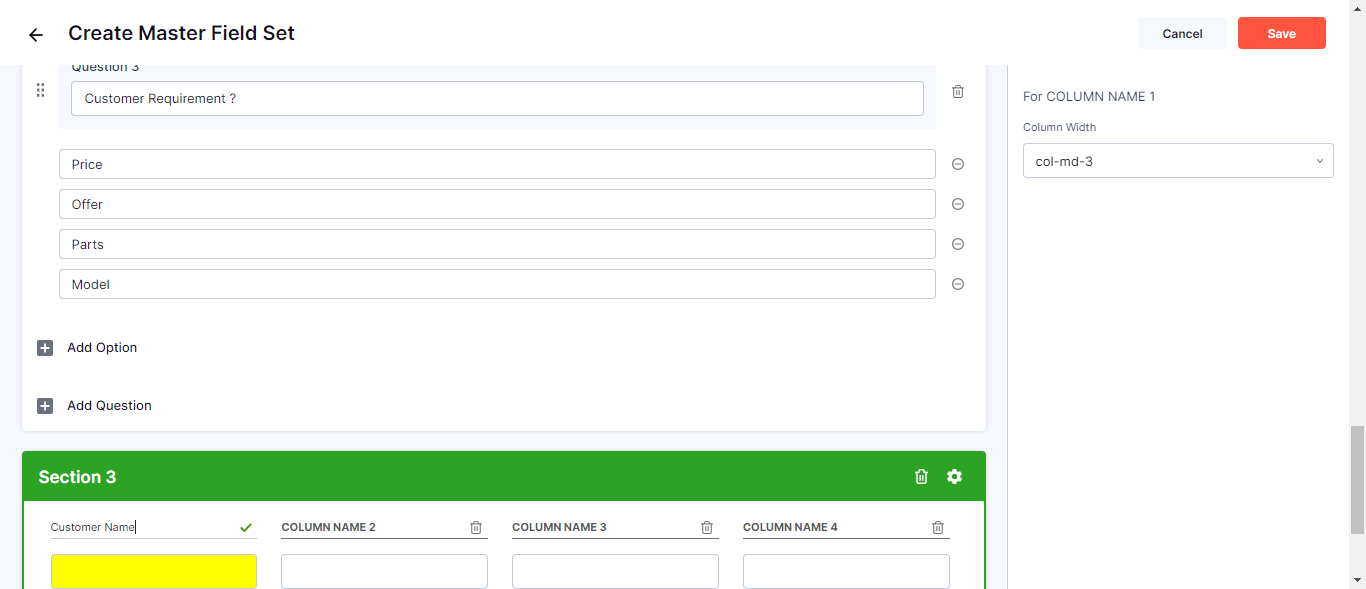 Create Master Field Set
Cancel
Save
Question 3
Customer Requirement ?
Price
Offer
Parts
Model
Add Option
Add Question
For COLUMN NAME 1
Column Width
col-md-3
Section 3
Customer Name
COLUMN NAME 2
COLUMN NAME 3
COLUMN NAME 4